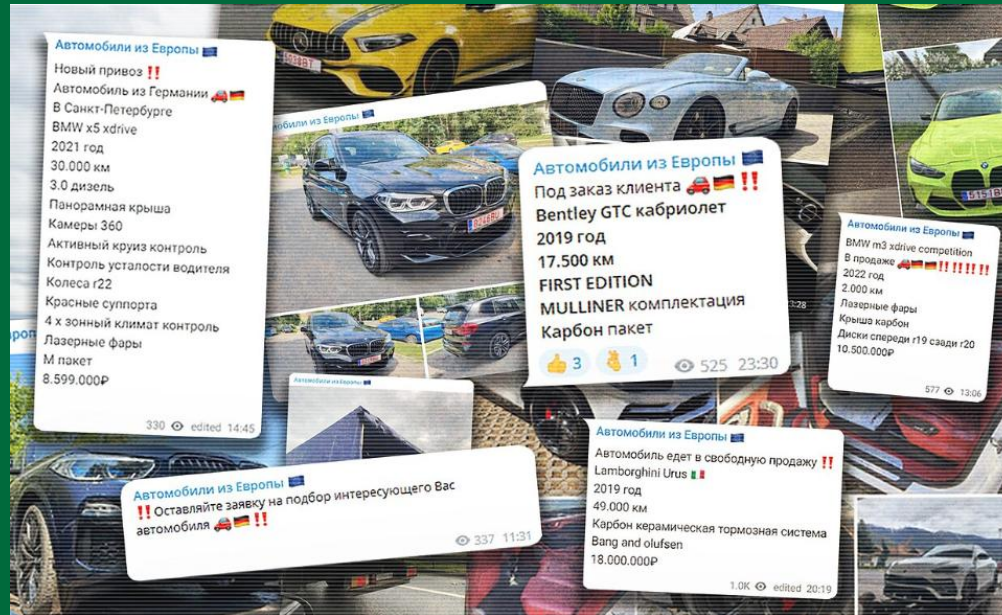 Автомобили из Европы 🇪🇺
Новый привоз ‼️
Автомобиль из Германии 🚗🇩🇪
В Санкт-Петербурге
BMW x5 xdrive
2021 год
30.000 км
3.0 дизель
Панорамная крыша
Камеры 360
Активный круиз контроль
Контроль усталости водителя
Колеса r22
Красные суппорта
4 х зонный климат контроль
Лазерные фары
М пакет
8.599.000₽
330 edited 14:45
Автомобили из Европы 🇪🇺
Под заказ клиента 🚗🇩🇪 ‼️
Bentley GTC кабриолет
2019 год
17.500 км
FIRST EDITION
MULLINER комплектация
Карбон пакет
👍 3 🤞 1 525 23:30
Автомобили из Европы 🇪🇺
BMW m3 xdrive competition
В продаже 🚗🇩🇪🇩🇪‼️‼️‼️‼️
2022 год
2.000 км
Лазерные фары
Крыша карбон
Диски спереди r19 сзади r20
10.500.000₽
577 13:06
Автомобили из Европы 🇪🇺
Автомобили из Европы 🇪🇺
‼️Оставляйте заявку на подбор интересующего Вас
автомобиля 🚗🇩🇪 ‼️
337 11:31
Автомобили из Европы 🇪🇺
Автомобиль едет в свободную продажу ‼️
Lamborghini Urus 🇮🇹
2019 год
49.000 км
Карбон керамическая тормозная система
Bang and olufsen
18.000.000₽
1.0K edited 20:19